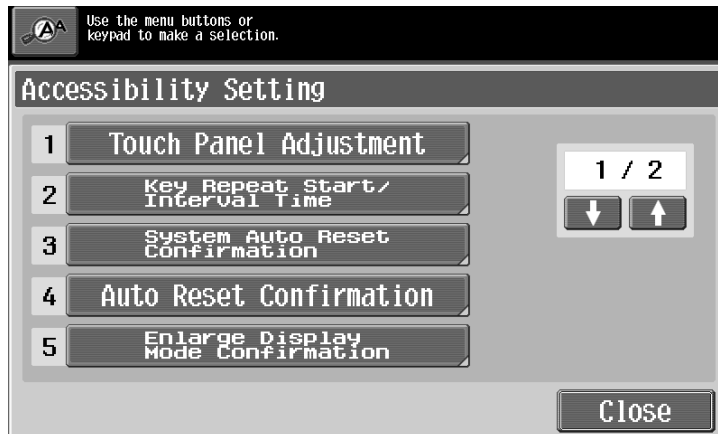 Use the menu buttons or
keypad to make a selection.
Accessibility Setting
1 Touch Panel Adjustment
2 Key Repeat Start/
Interval Time
3 System Auto Reset
Confirmation
4 Auto Reset Confirmation
5 Enlarge Display
Mode Confirmation
1 / 2
Close